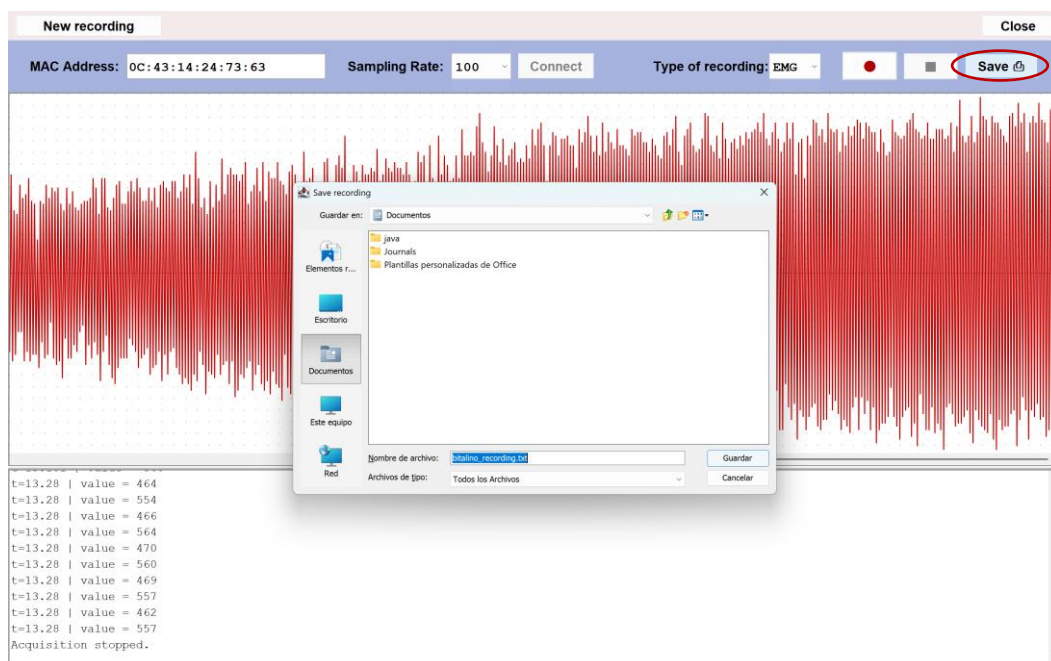 New recording
Close
MAC Address: 0C:43:14:24:73:63
Sampling Rate: 100
Connect
Type of recording: EMG
Save
Save recording
Guardar en: Documentos
java
Journals
Plantillas personalizadas de Office
Elementos r...
Escritorio
Documentos
Este equipo
Red
Nombre de archivo: bitalino_recording.txt
Guardar
Archivos de tipo: Todos los Archivos
Cancelar
t=13.28 | value = 464
t=13.28 | value = 554
t=13.28 | value = 466
t=13.28 | value = 564
t=13.28 | value = 470
t=13.28 | value = 560
t=13.28 | value = 469
t=13.28 | value = 557
t=13.28 | value = 462
t=13.28 | value = 557
Acquisition stopped.